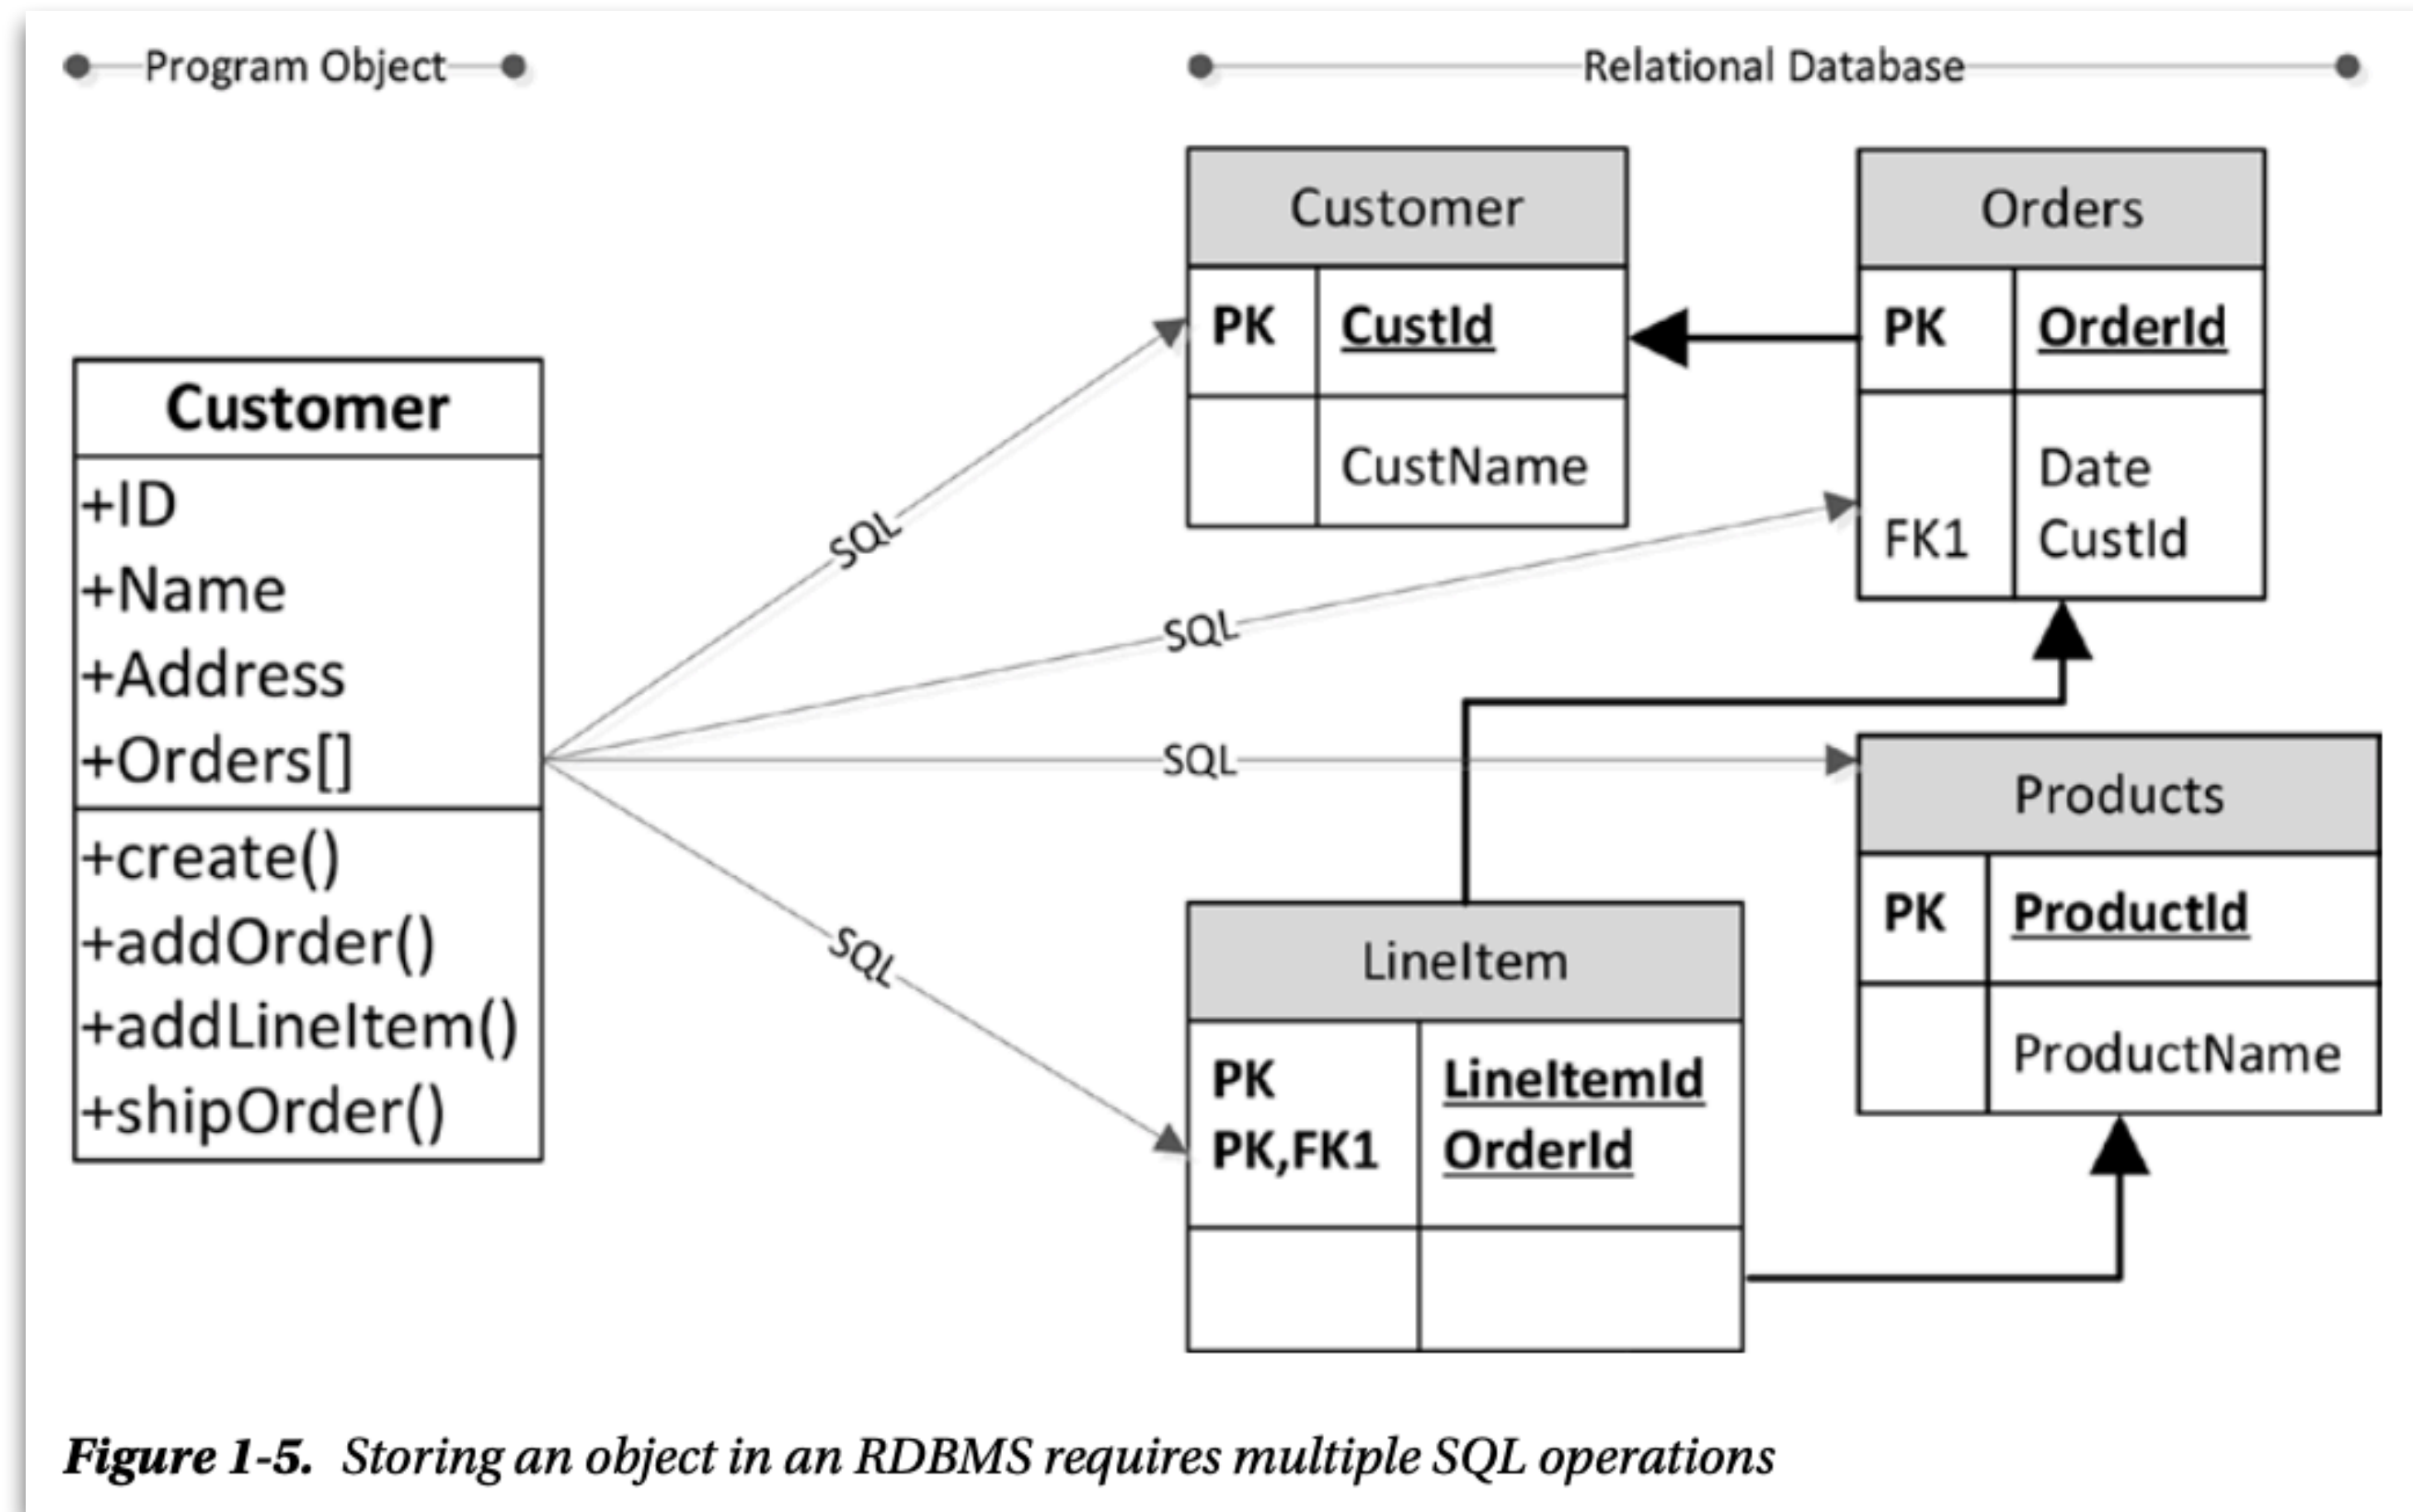 Program Object
Relational Database
Customer
+ID
+Name
+Address
+Orders[]
+create()
+addOrder()
+addLineItem()
+shipOrder()
SQL
SQL
SQL
SQL
Customer
PK CustId
CustName
Orders
PK OrderId
Date
FK1 CustId
LineItem
PK LineItemId
PK,FK1 OrderId
Products
PK ProductId
ProductName
Figure 1-5. Storing an object in an RDBMS requires multiple SQL operations